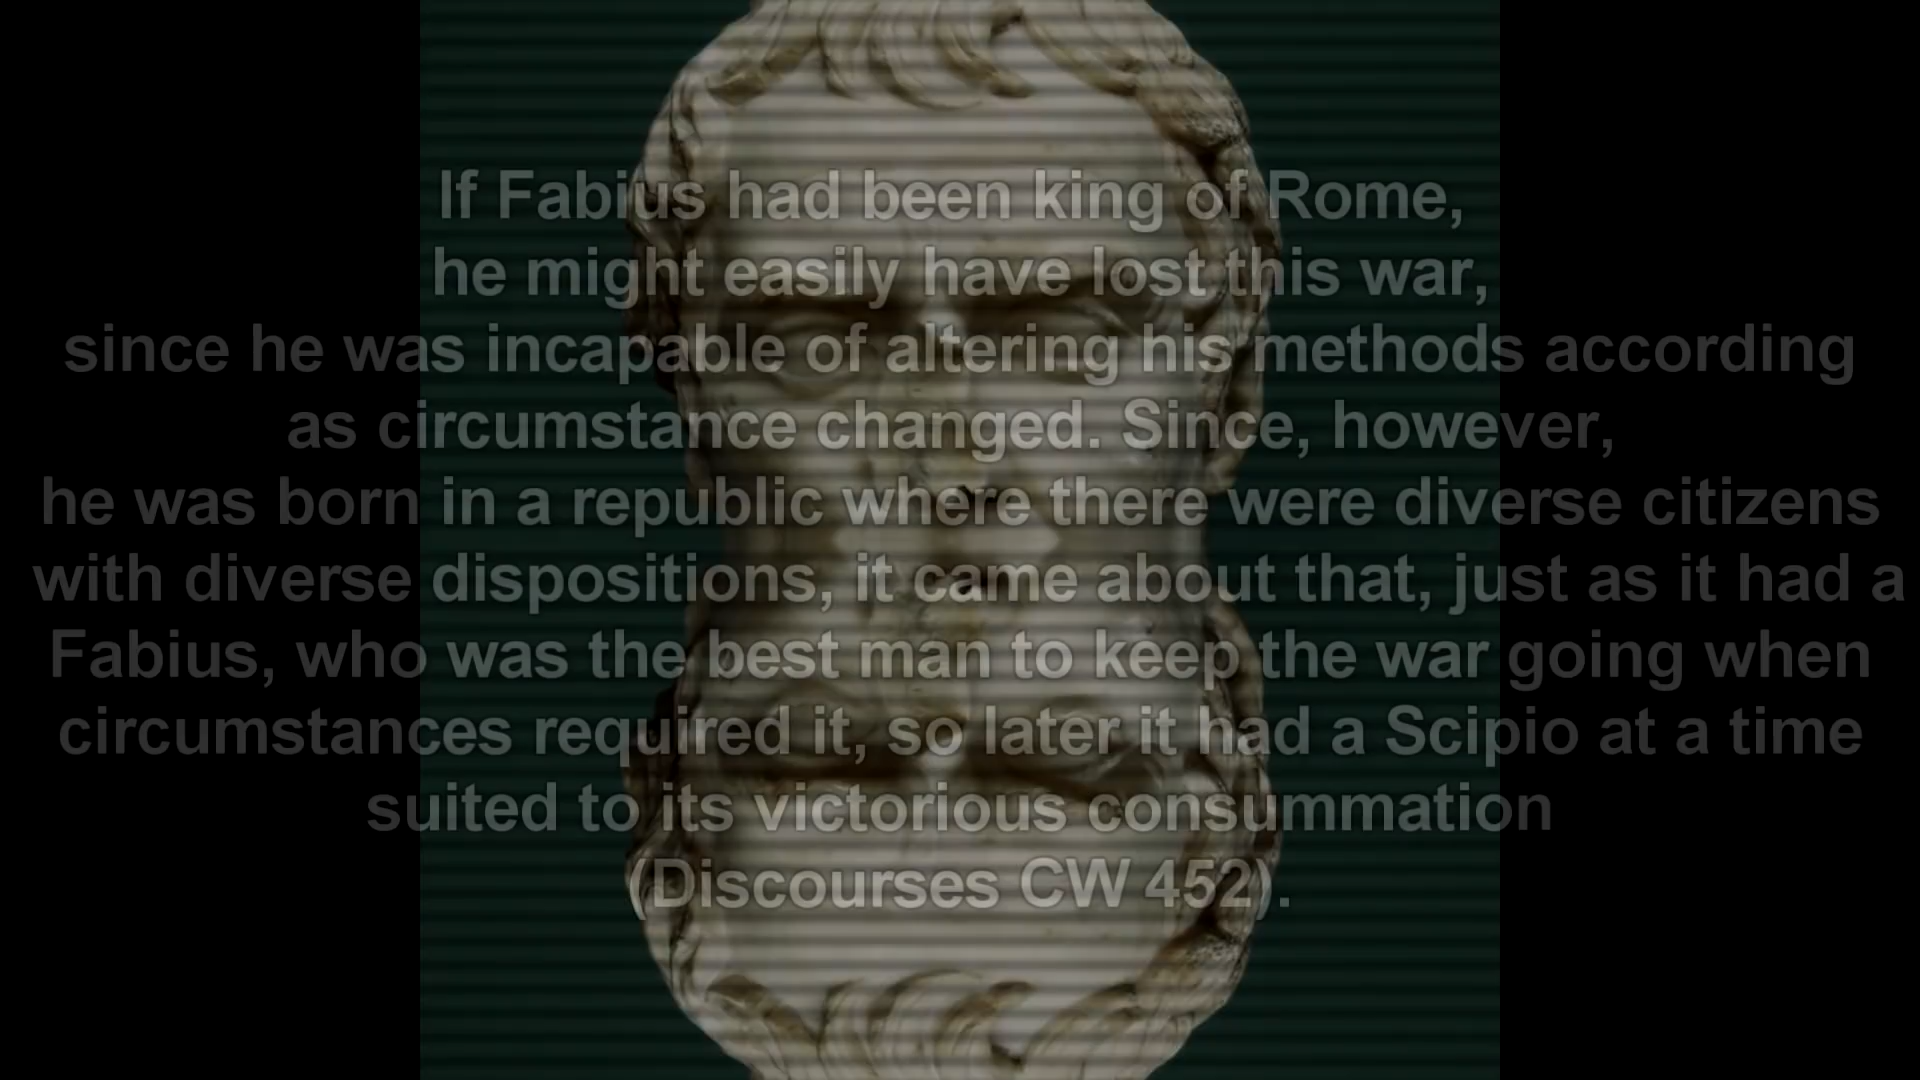 If Fabius had been king of Rome,
he might easily have lost this war,
since he was incapable of altering his methods according
as circumstance changed. Since, however,
he was born in a republic where there were diverse citizens
with diverse dispositions, it came about that, just as it had a
Fabius, who was the best man to keep the war going when
circumstances required it, so later it had a Scipio at a time
suited to its victorious consummation
(Discourses CW 452).